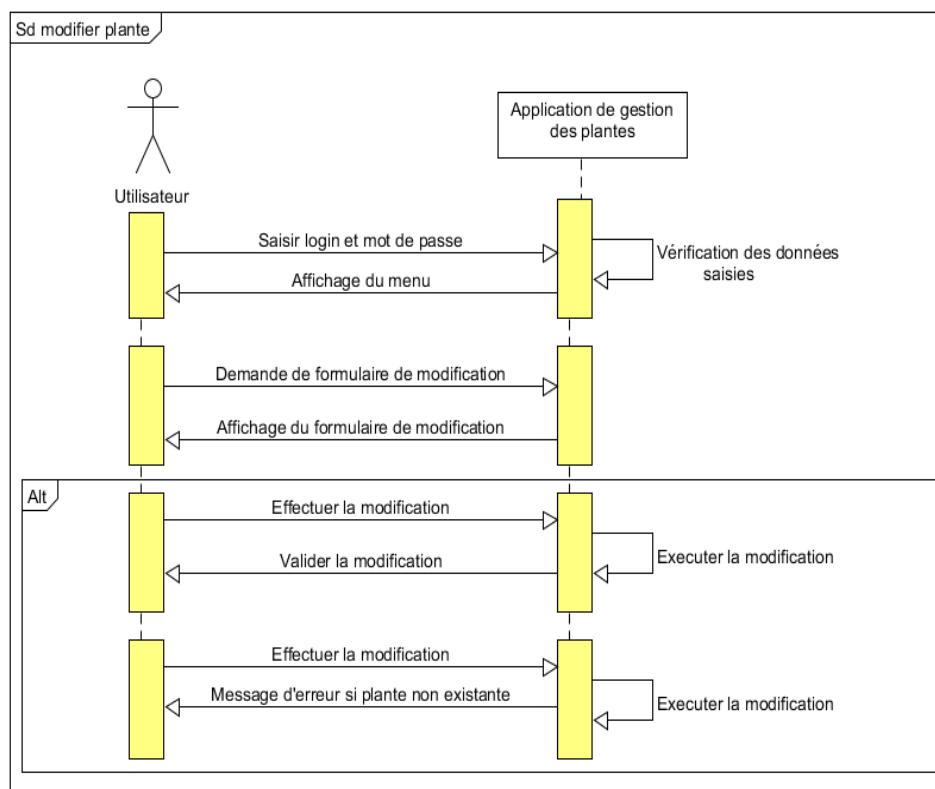 Sd modifier plante
Application de gestion
des plantes
Utilisateur
Saisir login et mot de passe
Vérification des données
saisies
Affichage du menu
Demande de formulaire de modification
Affichage du formulaire de modification
Alt
Effectuer la modification
Valider la modification
Executer la modification
Effectuer la modification
Message d'erreur si plante non existante
Executer la modification